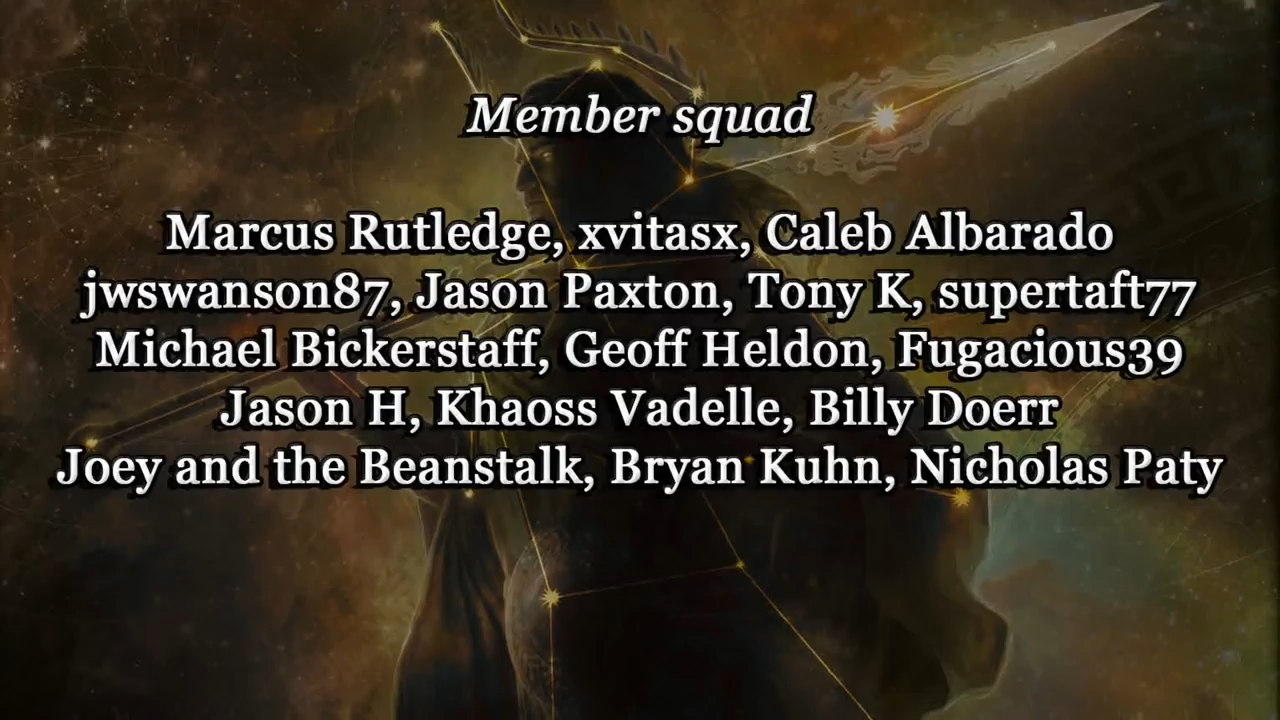 Member squad
Marcus Rutledge, xvitasx, Caleb Albarado
jwswanson87, Jason Paxton, Tony K, supertaft77
Michael Bickerstaff, Geoff Heldon, Fugacious39
Jason H, Khaoss Vadelle, Billy Doerr
Joey and the Beanstalk, Bryan Kuhn, Nicholas Paty